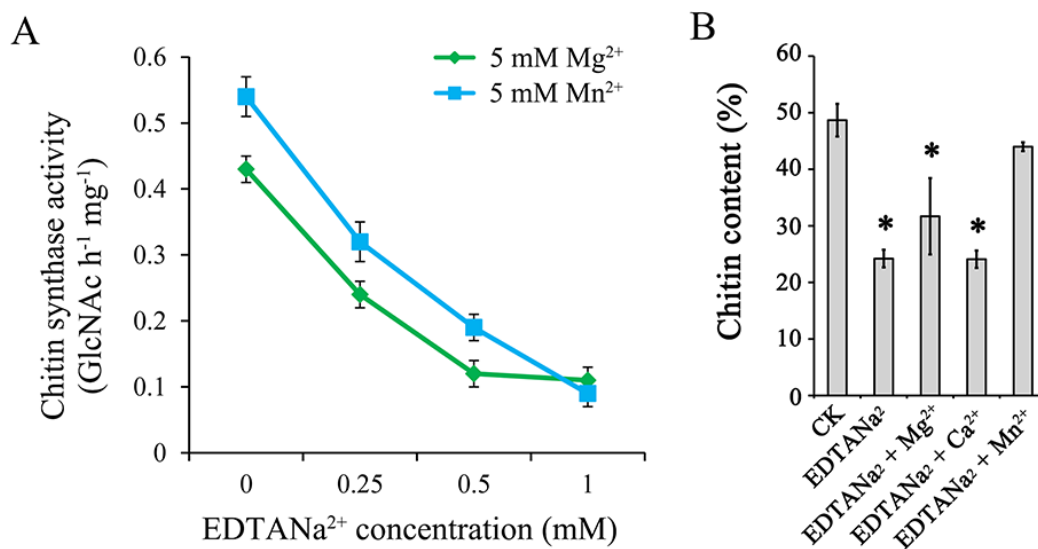 A
Chitin synthase activity
(GlcNAc h⁻¹ mg⁻¹)
0.6
0.5
0.4
0.3
0.2
0.1
0
5 mM Mg²⁺
5 mM Mn²⁺
0 0.25 0.5 1
EDTANa²⁺ concentration (mM)
B
Chitin content (%)
60
50
40
30
20
10
0
* * *
CK
EDTANa²
EDTANa² + Mg²⁺
EDTANa² + Ca²⁺
EDTANa² + Mn²⁺